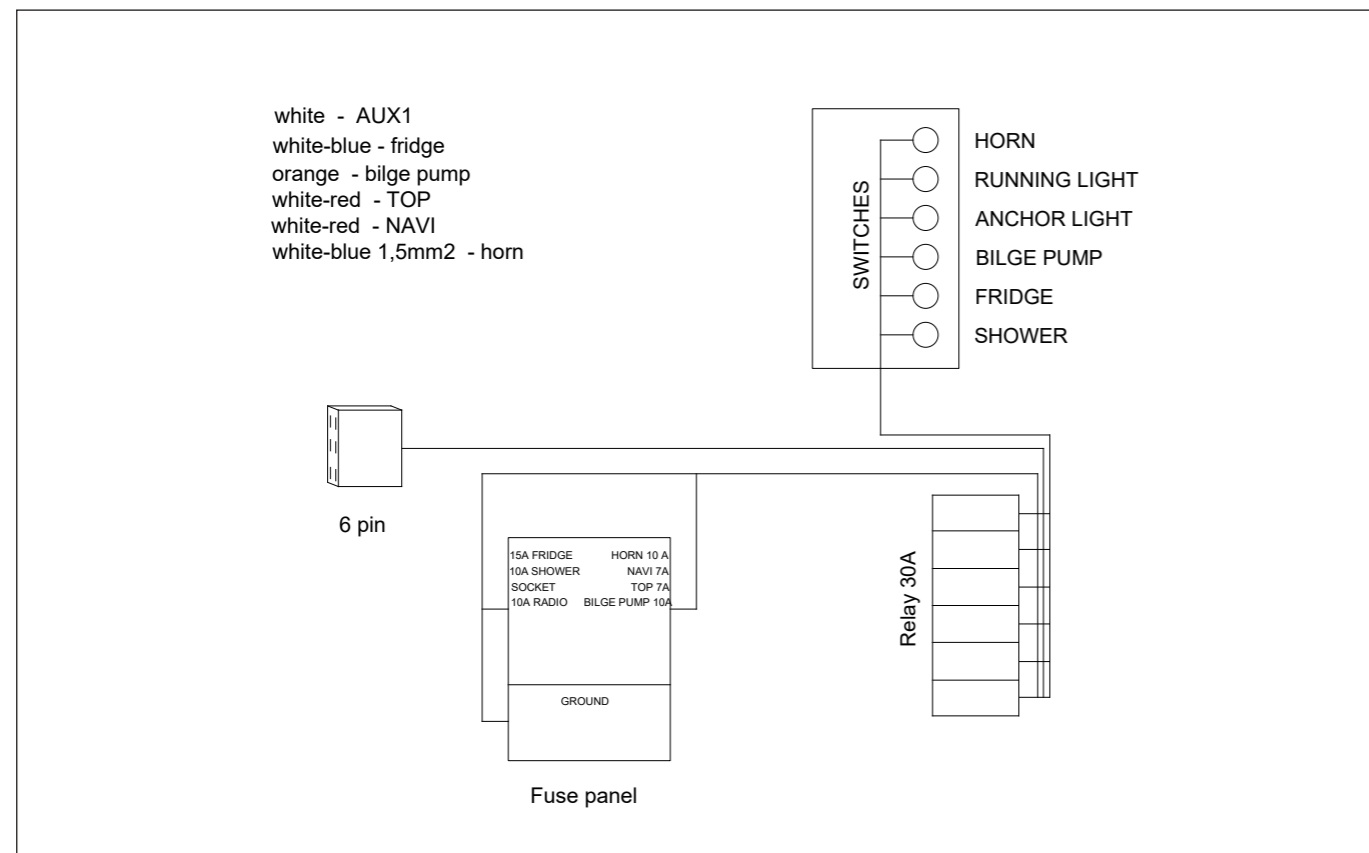 white - AUX1
white-blue - fridge
orange - bilge pump
white-red - TOP
white-red - NAVI
white-blue 1,5mm2 - horn
SWITCHES
HORN
RUNNING LIGHT
ANCHOR LIGHT
BILGE PUMP
FRIDGE
SHOWER
6 pin
15A FRIDGE
10A SHOWER
SOCKET
10A RADIO
HORN 10 A
NAVI 7A
TOP 7A
BILGE PUMP 10A
GROUND
Fuse panel
Relay 30A